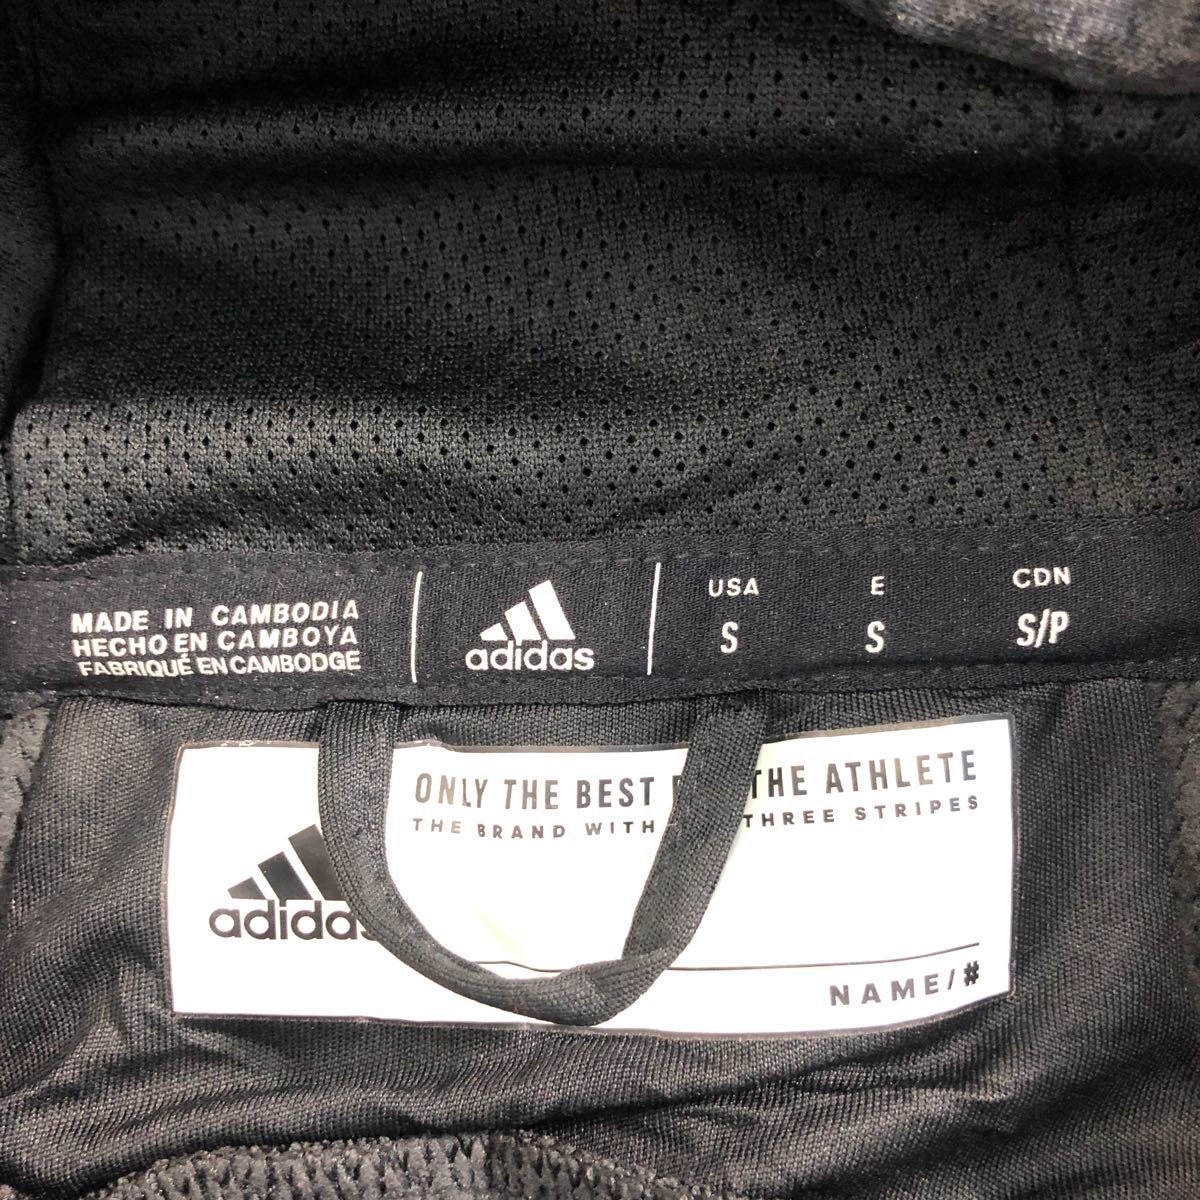 MADE IN CAMBODIA
HECHO EN CAMBOYA
FABRIQUÉ EN CAMBODGE
adidas
USA E CDN
S S S/P
ONLY THE BEST THE ATHLETE
THE BRAND WITH THREE STRIPES
adidas
NAME/#